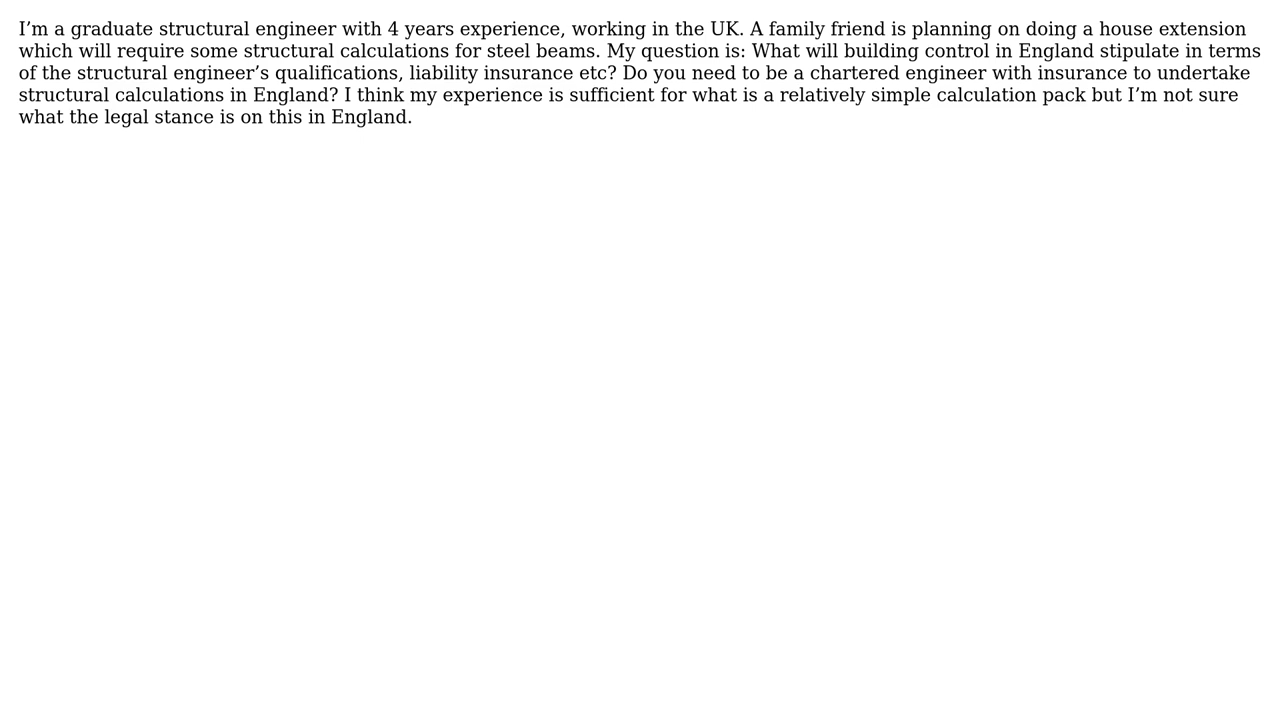 I’m a graduate structural engineer with 4 years experience, working in the UK. A family friend is planning on doing a house extension
which will require some structural calculations for steel beams. My question is: What will building control in England stipulate in terms
of the structural engineer’s qualifications, liability insurance etc? Do you need to be a chartered engineer with insurance to undertake
structural calculations in England? I think my experience is sufficient for what is a relatively simple calculation pack but I’m not sure
what the legal stance is on this in England.